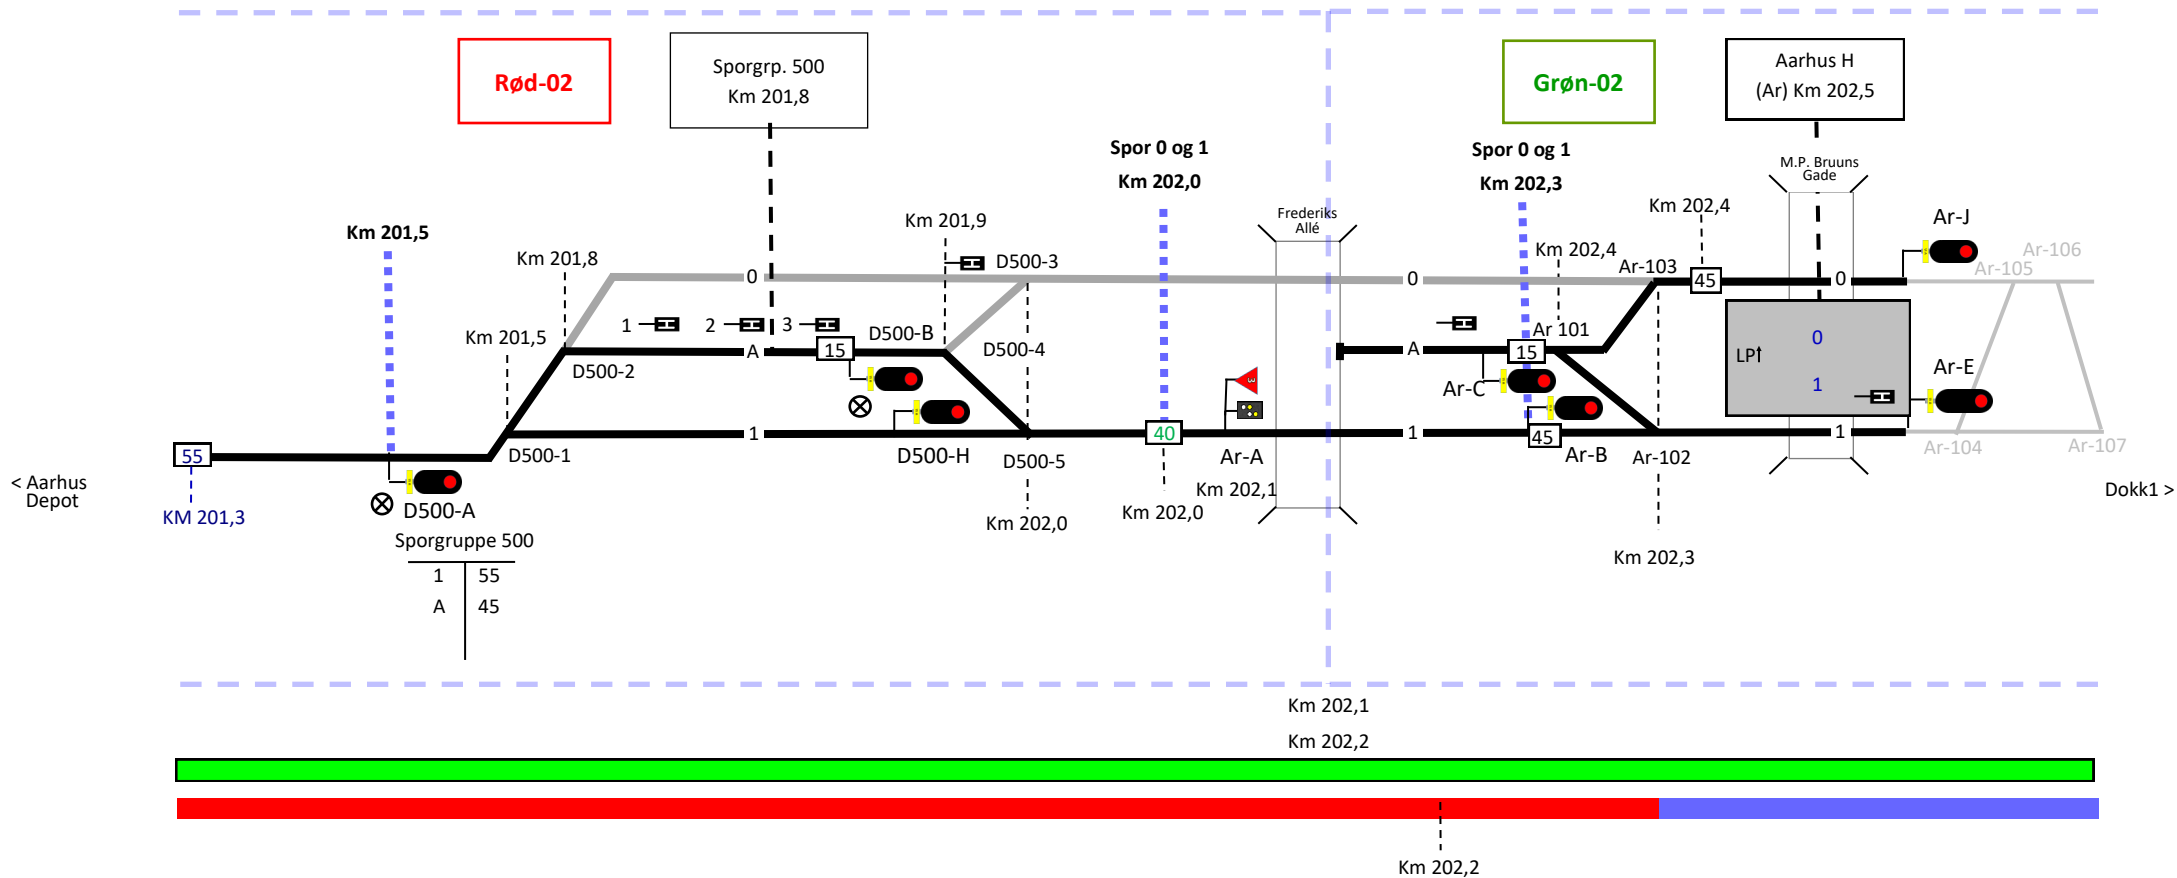 Rød-02
Sporgrp. 500
Km 201,8
Grøn-02
Aarhus H
(Ar) Km 202,5
Spor 0 og 1
Km 202,0
Spor 0 og 1
Km 202,3
M.P. Bruuns
Gade
Km 201,5
Km 201,8
Km 201,9
Frederiks
Allé
Km 202,4
Km 202,4
Ar-J
D500-3
Ar-103
Ar-105
Ar-106
0
0
45
0
Km 201,5
1
2
3
D500-B
D500-4
Ar 101
0
LP↑
1
A
15
A
15
D500-2
Ar-C
Ar-E
3
1
40
1
45
1
55
D500-1
D500-H
D500-5
Ar-A
Ar-B
Ar-102
Ar-104
Ar-107
< Aarhus
Depot
KM 201,3
D500-A
Km 202,0
Km 202,0
Km 202,1
Dokk1 >
Sporgruppe 500
1 55
A 45
Km 202,3
Km 202,1
Km 202,2
Km 202,2